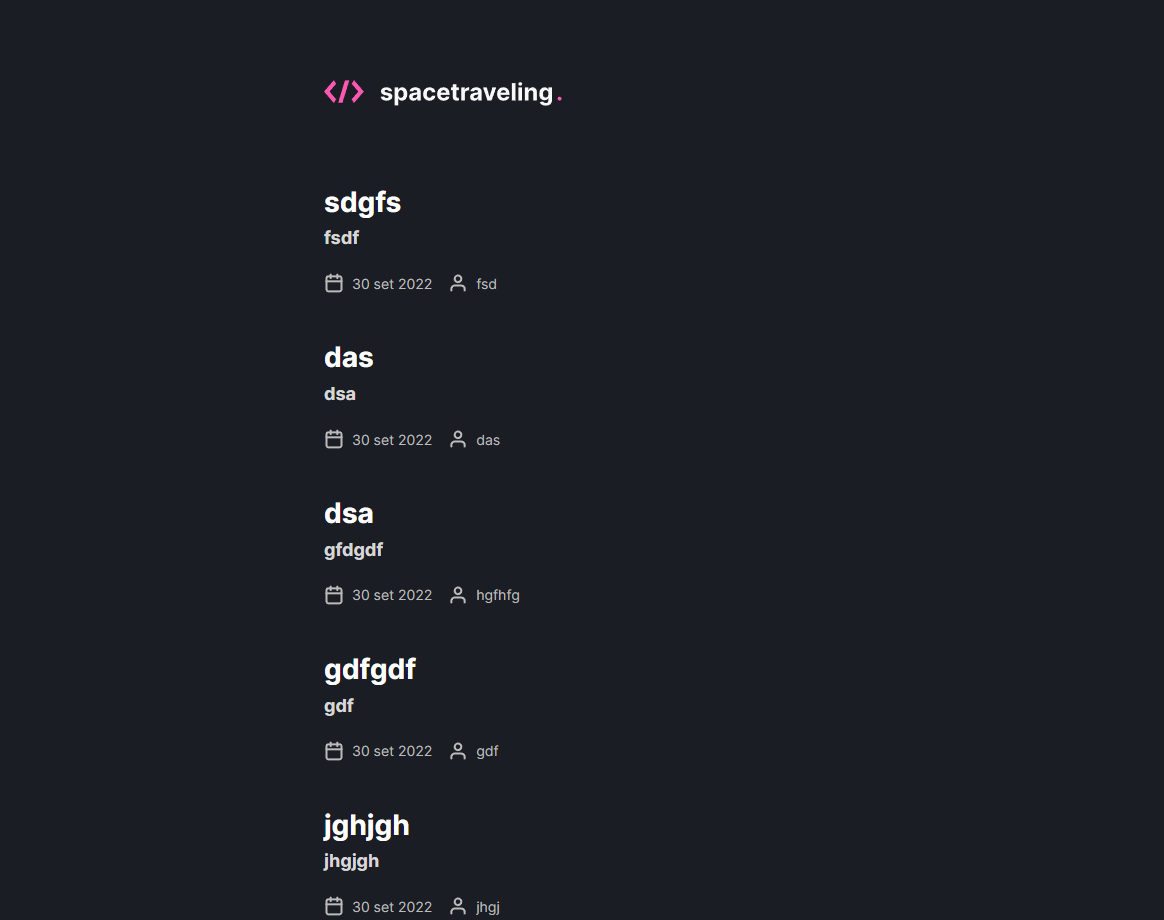 </> spacetraveling.
sdgfs
fsdf
30 set 2022 fsd
das
dsa
30 set 2022 das
dsa
gfdgdf
30 set 2022 hgfhfg
gdfgdf
gdf
30 set 2022 gdf
jghjgh
jhgjgh
30 set 2022 jhgj